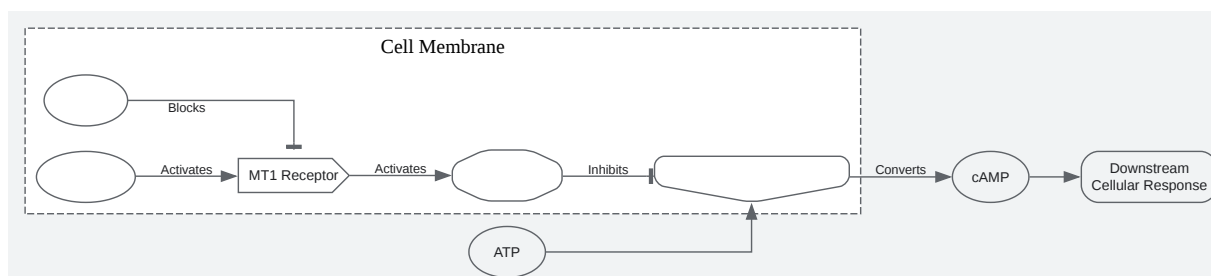 Cell Membrane
Blocks
Activates
MT1 Receptor
Activates
Inhibits
Converts
cAMP
Downstream
Cellular Response
ATP